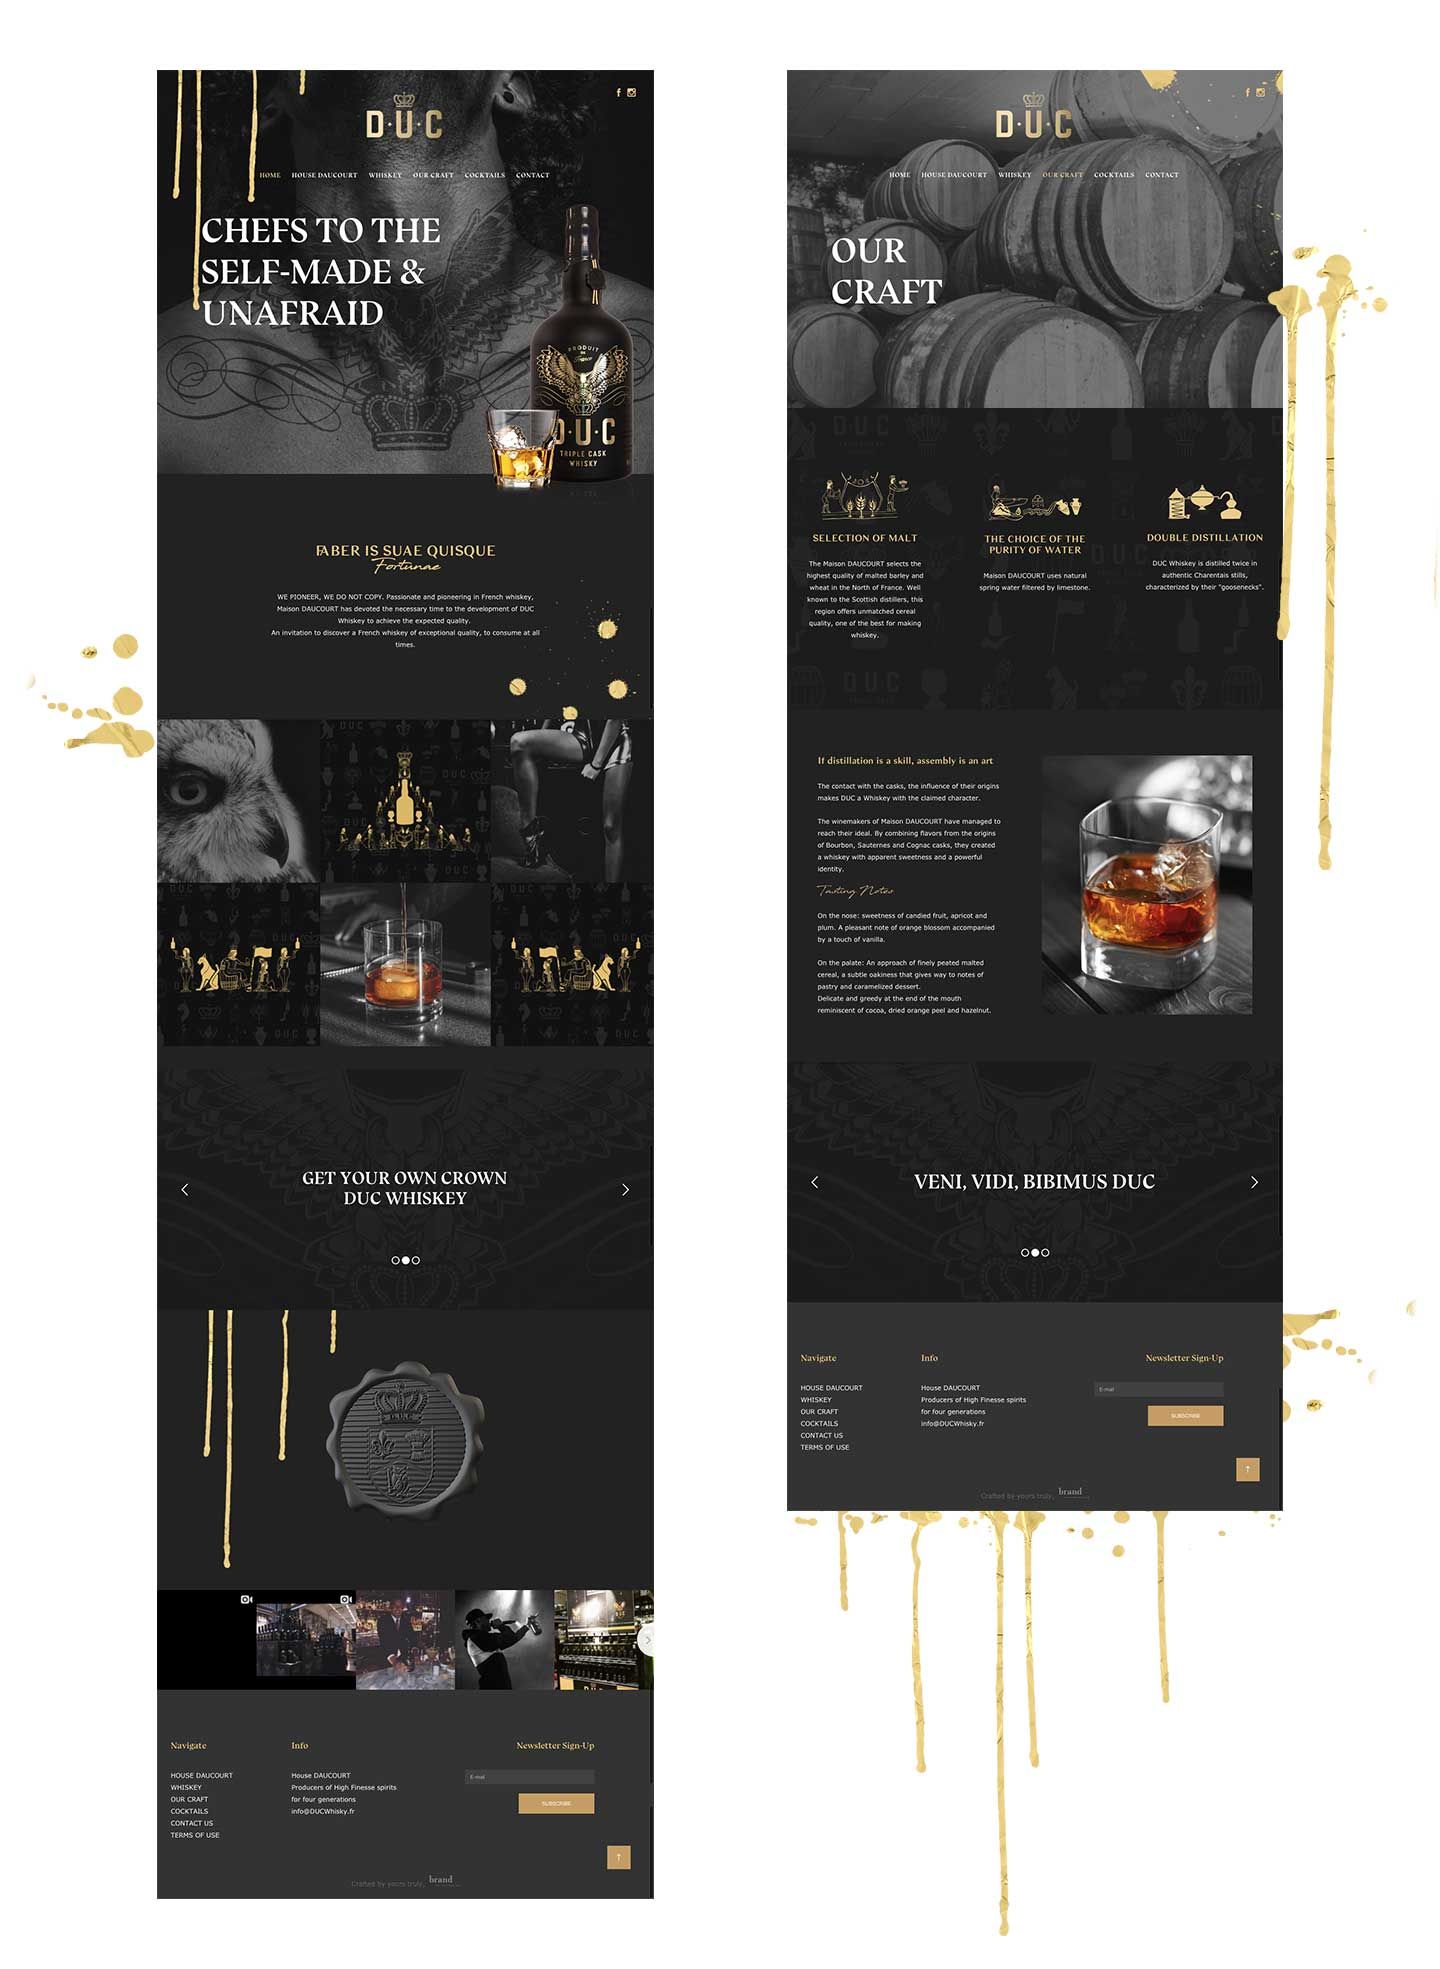 D·U·C
HOME HOUSE DAUCOURT WHISKEY OUR CRAFT COCKTAILS CONTACT
CHEFS TO THE
SELF-MADE &
UNAFRAID
PRODUIT
DE
France
D·U·C
TRIPLE CASK
WHISKY
FABER IS SUAE QUISQUE
Fortunae
WE PIONEER, WE DO NOT COPY. Passionate and pioneering in French whiskey,
Maison DAUCOURT has devoted the necessary time to the development of DUC
Whiskey to achieve the expected quality.
An invitation to discover a French whiskey of exceptional quality, to consume at all
times.
GET YOUR OWN CROWN
DUC WHISKEY
D.U.C
DUC
Navigate
HOUSE DAUCOURT
WHISKEY
OUR CRAFT
COCKTAILS
CONTACT US
TERMS OF USE
Info
House DAUCOURT
Producers of High Finesse spirits
for four generations
info@DUCWhisky.fr
Newsletter Sign-Up
E-mail
SUBSCRIBE
Crafted by yours truly, brand
D·U·C
HOME HOUSE DAUCOURT WHISKEY OUR CRAFT COCKTAILS CONTACT
OUR
CRAFT
SELECTION OF MALT
The Maison DAUCOURT selects the
highest quality of malted barley and
wheat in the North of France. Well
known to the Scottish distillers, this
region offers unmatched cereal
quality, one of the best for making
whiskey.
THE CHOICE OF THE
PURITY OF WATER
Maison DAUCOURT uses natural
spring water filtered by limestone.
DOUBLE DISTILLATION
DUC Whiskey is distilled twice in
authentic Charentais stills,
characterized by their "goosenecks".
If distillation is a skill, assembly is an art
The contact with the casks, the influence of their origins
makes DUC a Whiskey with the claimed character.
The winemakers of Maison DAUCOURT have managed to
reach their ideal. By combining flavors from the origins
of Bourbon, Sauternes and Cognac casks, they created
a whiskey with apparent sweetness and a powerful
identity.
Tasting Notes
On the nose: sweetness of candied fruit, apricot and
plum. A pleasant note of orange blossom accompanied
by a touch of vanilla.
On the palate: An approach of finely peated malted
cereal, a subtle oakiness that gives way to notes of
pastry and caramelized dessert.
Delicate and greedy at the end of the mouth
reminiscent of cocoa, dried orange peel and hazelnut.
VENI, VIDI, BIBIMUS DUC
Navigate
HOUSE DAUCOURT
WHISKEY
OUR CRAFT
COCKTAILS
CONTACT US
TERMS OF USE
Info
House DAUCOURT
Producers of High Finesse spirits
for four generations
info@DUCWhisky.fr
Newsletter Sign-Up
E-mail
SUBSCRIBE
Crafted by yours truly, brand